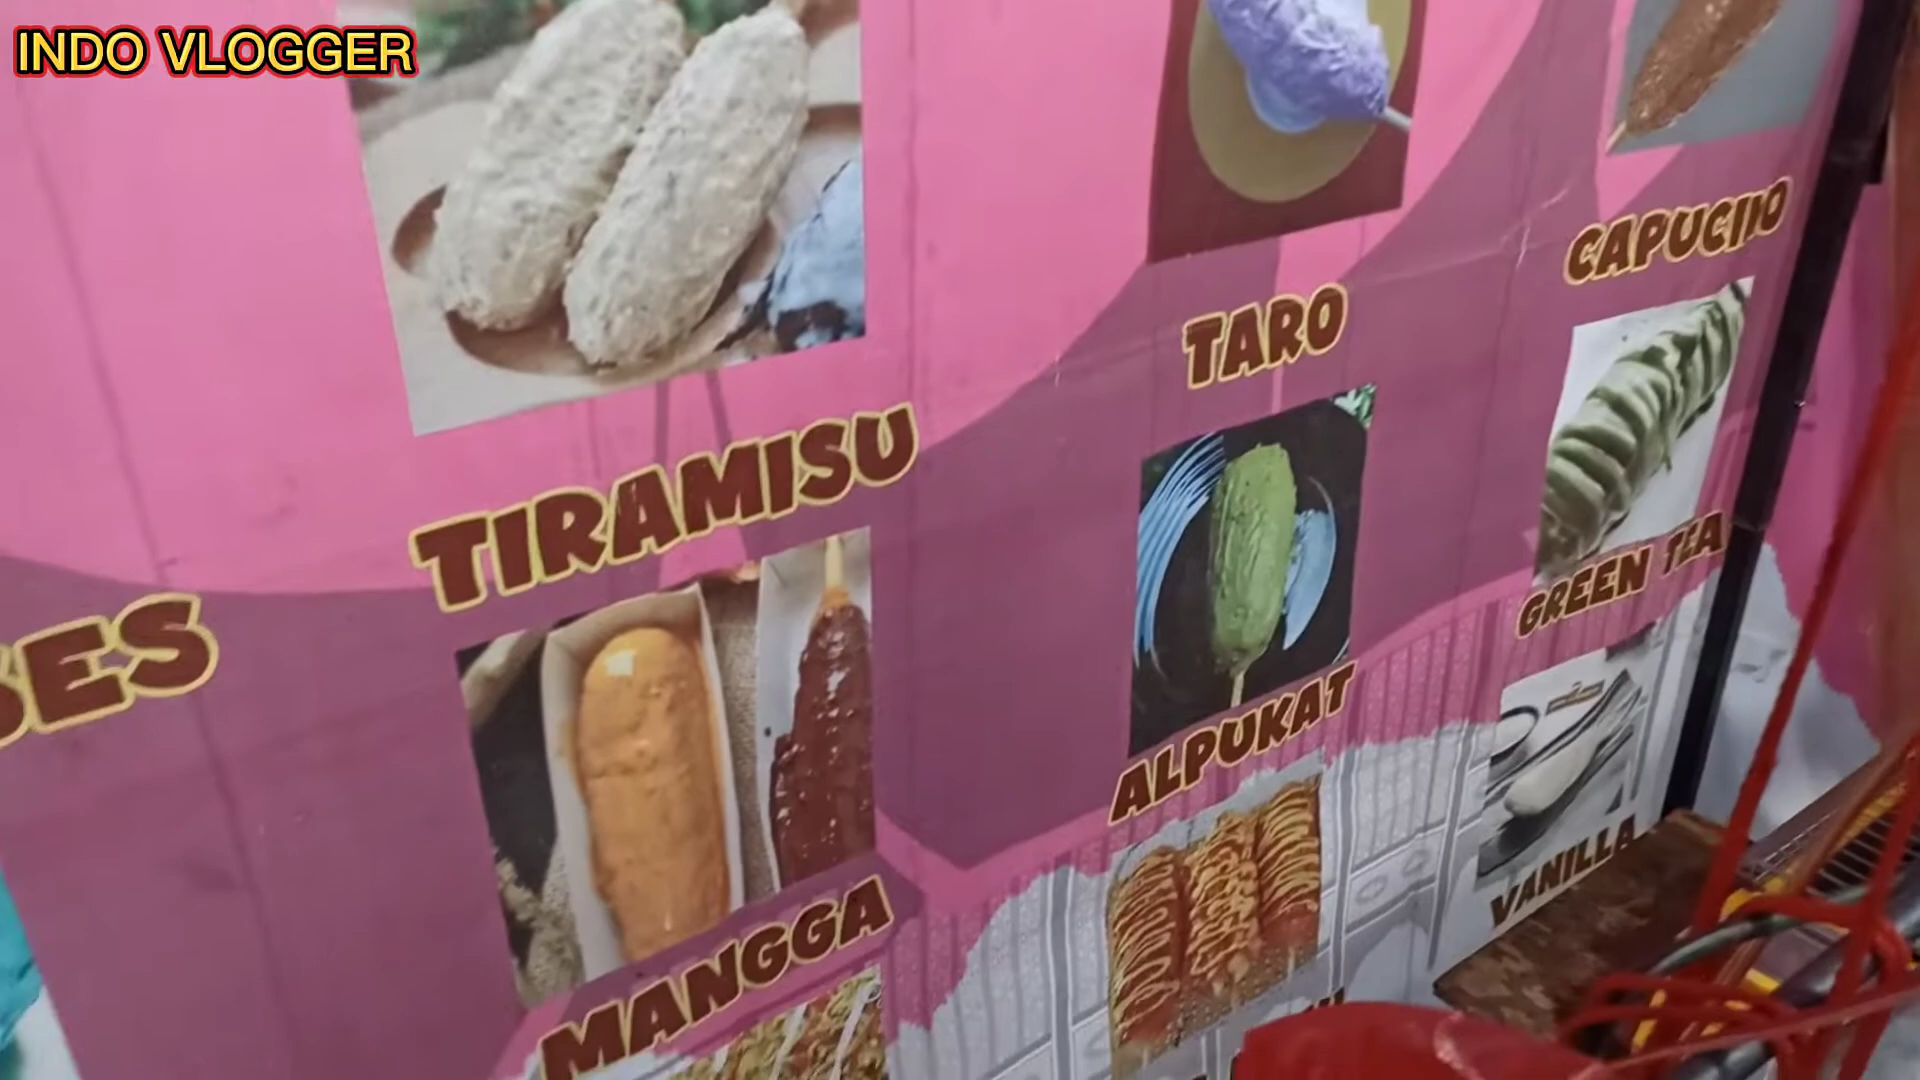 INDO VLOGGER
CAPUCIIO
TARO
TIRAMISU
GREEN TEA
ALPUKAT
VANILLA
MANGGA